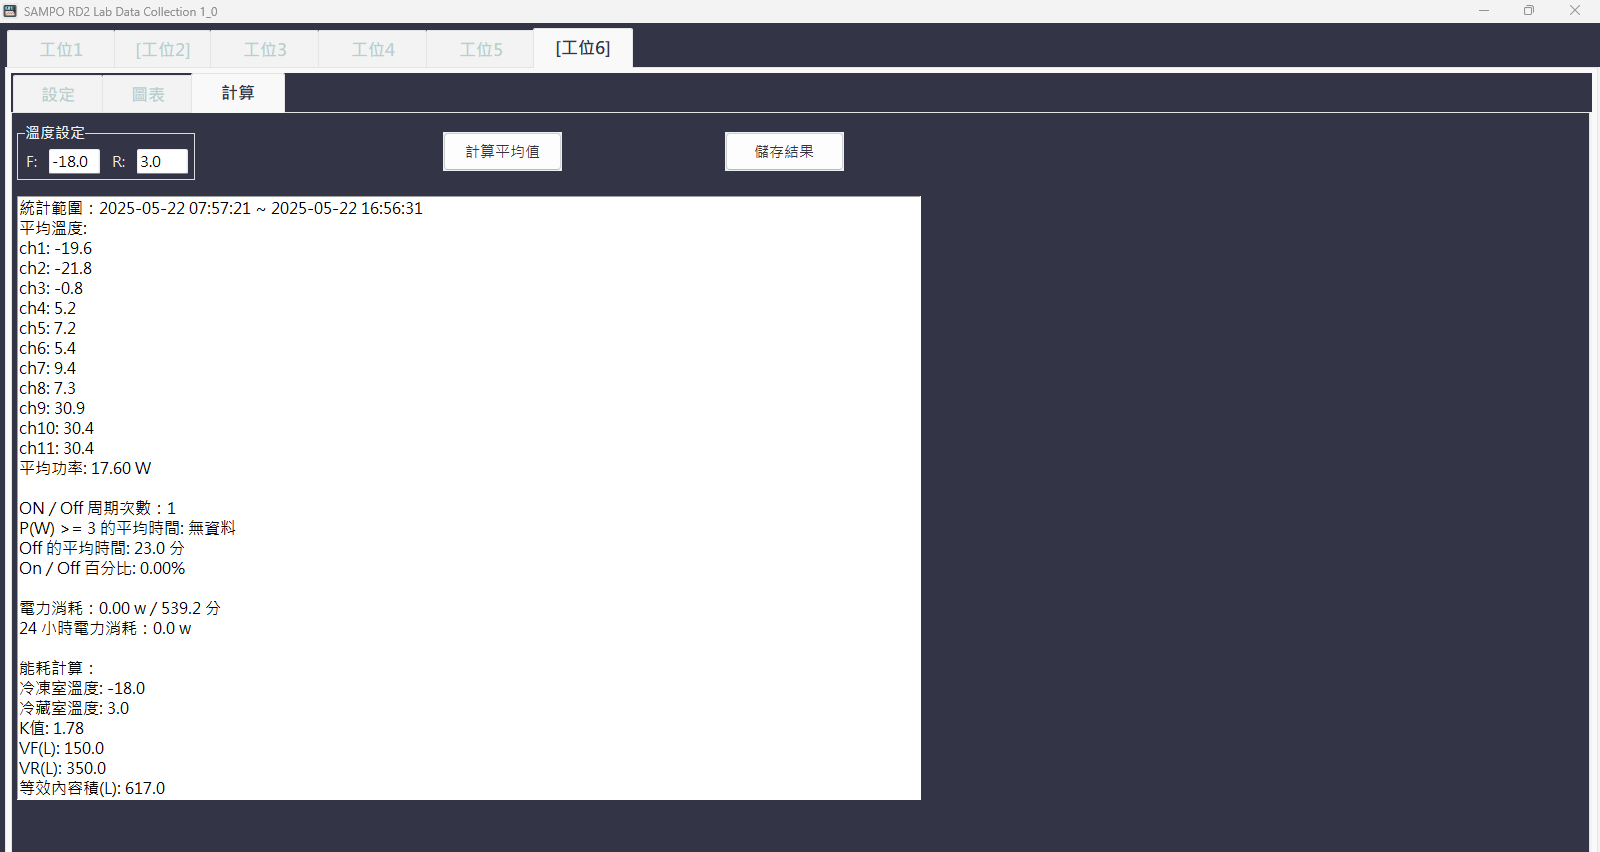 SAMPO RD2 Lab Data Collection 1_0
工位1 [工位2] 工位3 工位4 工位5 [工位6]
設定 圖表 計算
溫度設定
F: -18.0 R: 3.0
計算平均值
儲存結果
統計範圍：2025-05-22 07:57:21 ~ 2025-05-22 16:56:31
平均溫度:
ch1: -19.6
ch2: -21.8
ch3: -0.8
ch4: 5.2
ch5: 7.2
ch6: 5.4
ch7: 9.4
ch8: 7.3
ch9: 30.9
ch10: 30.4
ch11: 30.4
平均功率: 17.60 W
ON / Off 周期次數：1
P(W) >= 3 的平均時間: 無資料
Off 的平均時間: 23.0 分
On / Off 百分比: 0.00%
電力消耗：0.00 w / 539.2 分
24 小時電力消耗：0.0 w
能耗計算：
冷凍室溫度: -18.0
冷藏室溫度: 3.0
K值: 1.78
VF(L): 150.0
VR(L): 350.0
等效內容積(L): 617.0